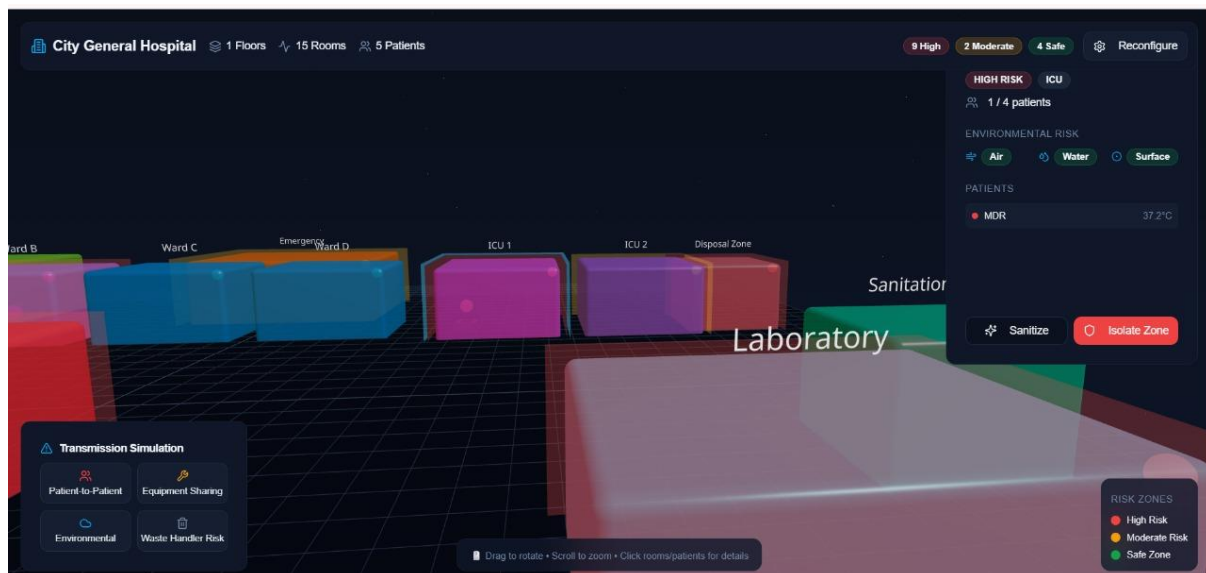 City General Hospital 1 Floors 15 Rooms 5 Patients
9 High 2 Moderate 4 Safe Reconfigure
HIGH RISK ICU
1 / 4 patients
ENVIRONMENTAL RISK
Air Water Surface
PATIENTS
MDR 37.2°C
Sanitize Isolate Zone
Ward C
Emergency
Ward D
ICU 1
ICU 2
Disposal Zone
Laboratory
Transmission Simulation
Patient-to-Patient Equipment Sharing
Environmental Waste Handler Risk
Drag to rotate • Scroll to zoom • Click rooms/patients for details
RISK ZONES
High Risk
Moderate Risk
Safe Zone